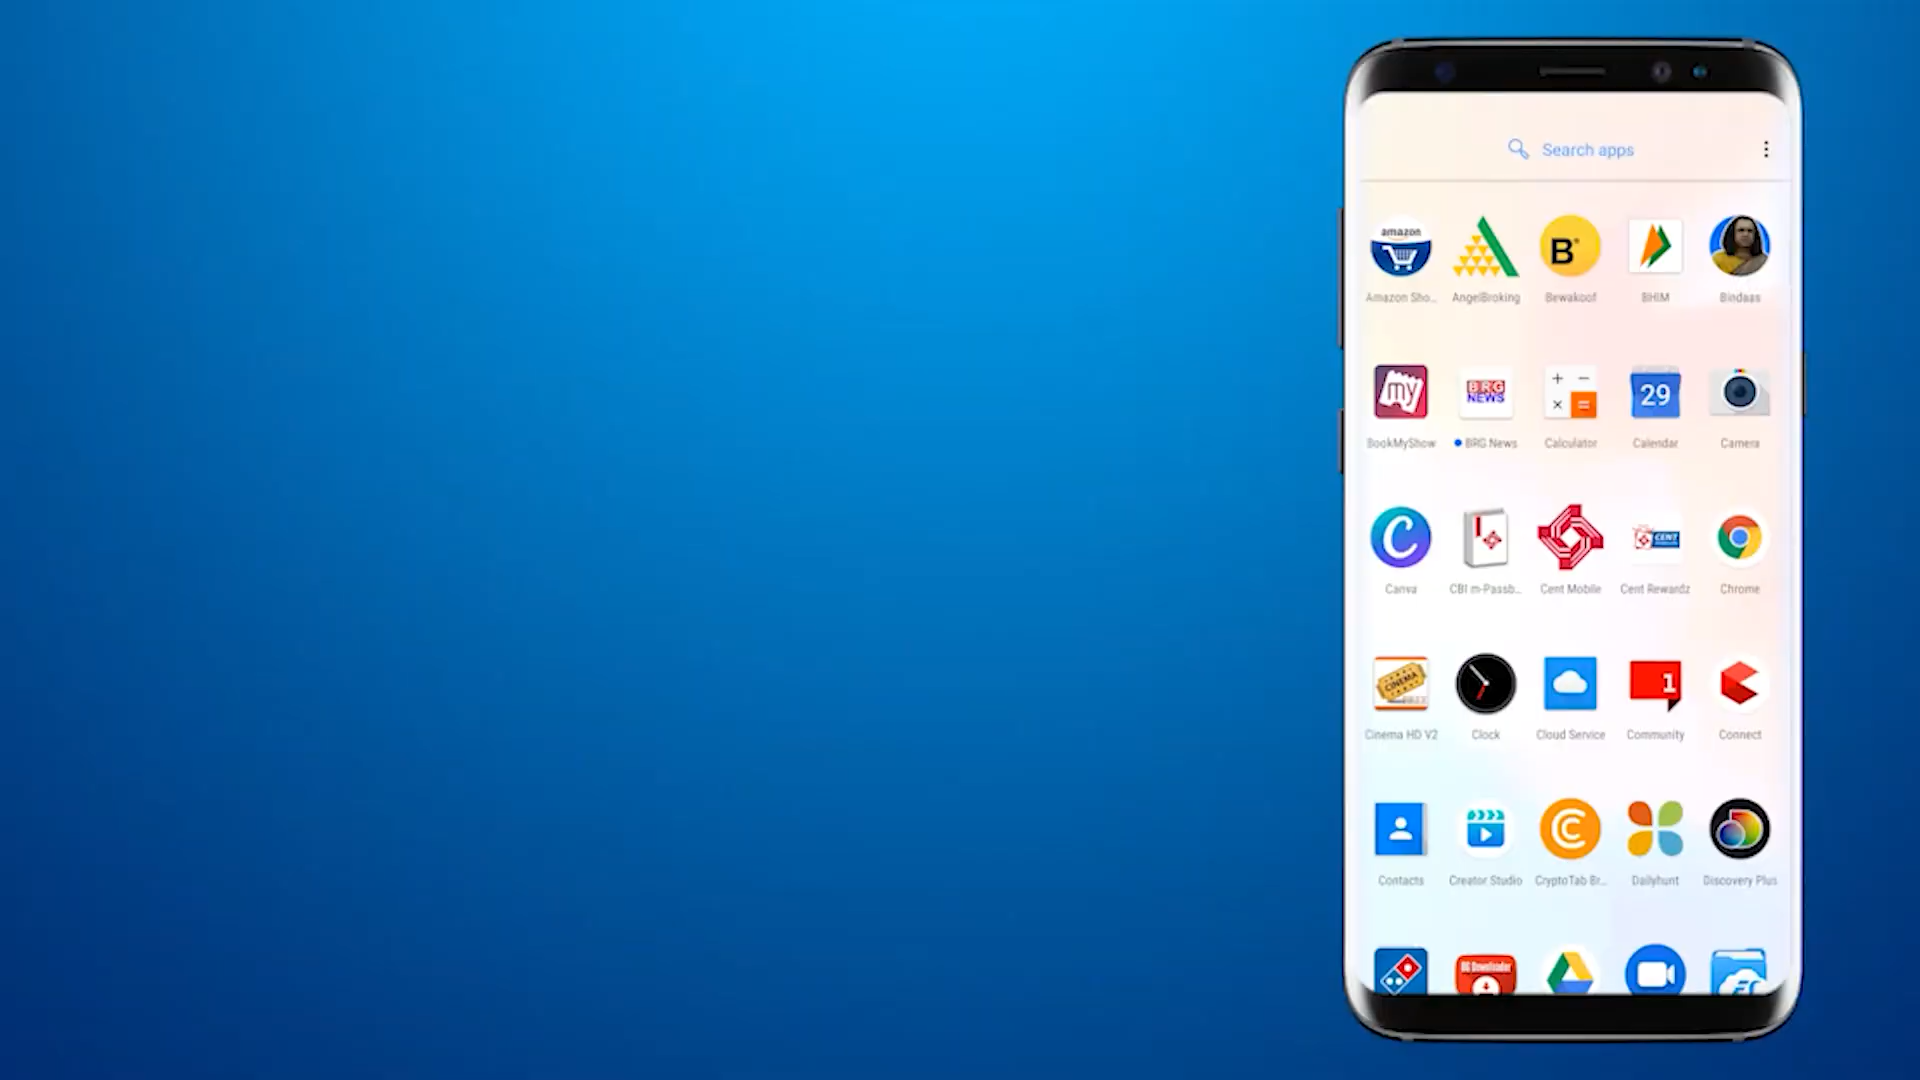 Search apps
amazon
B
Amazon Sho...
AngelBroking
Bewakoof
BHIM
Bindaas
my
BRG
NEWS
29
BookMyShow
BRG News
Calculator
Calendar
Camera
C
CENT
Canva
CBI m-Passb...
Cent Mobile
Cent Rewardz
Chrome
CINEMA
1
Cinema HD V2
Clock
Cloud Service
Community
Connect
Contacts
Creator Studio
CryptoTab Br...
Dailyhunt
Discovery Plus
BG Downloader